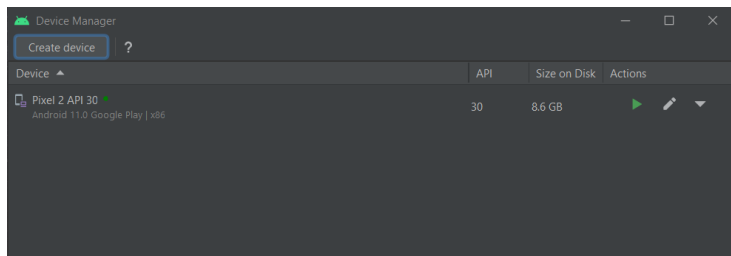 Device Manager
Create device ?
Device API Size on Disk Actions
Pixel 2 API 30 30 8.6 GB
Android 11.0 Google Play | x86